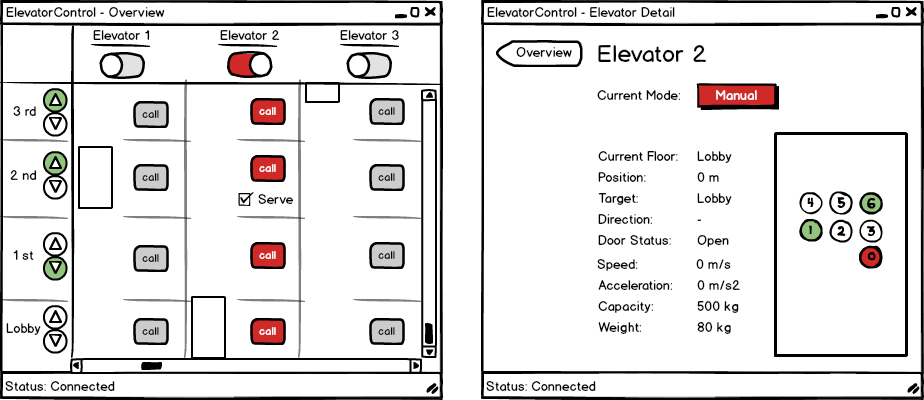 ElevatorControl - Overview
Elevator 1 Elevator 2 Elevator 3
3 rd call call call
2 nd call call call
Serve
1 st call call call
Lobby call call call
Status: Connected
ElevatorControl - Elevator Detail
Overview Elevator 2
Current Mode: Manual
Current Floor: Lobby
Position: 0 m
Target: Lobby
Direction: -
Door Status: Open
Speed: 0 m/s
Acceleration: 0 m/s2
Capacity: 500 kg
Weight: 80 kg
4 5 6
1 2 3
0
Status: Connected